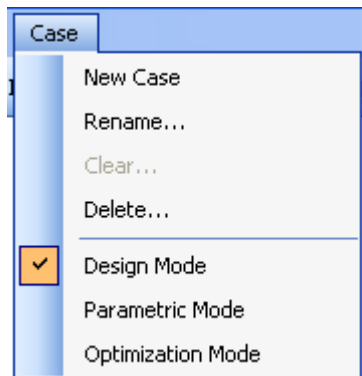 Case
New Case
Rename...
Clear...
Delete...
Design Mode
Parametric Mode
Optimization Mode